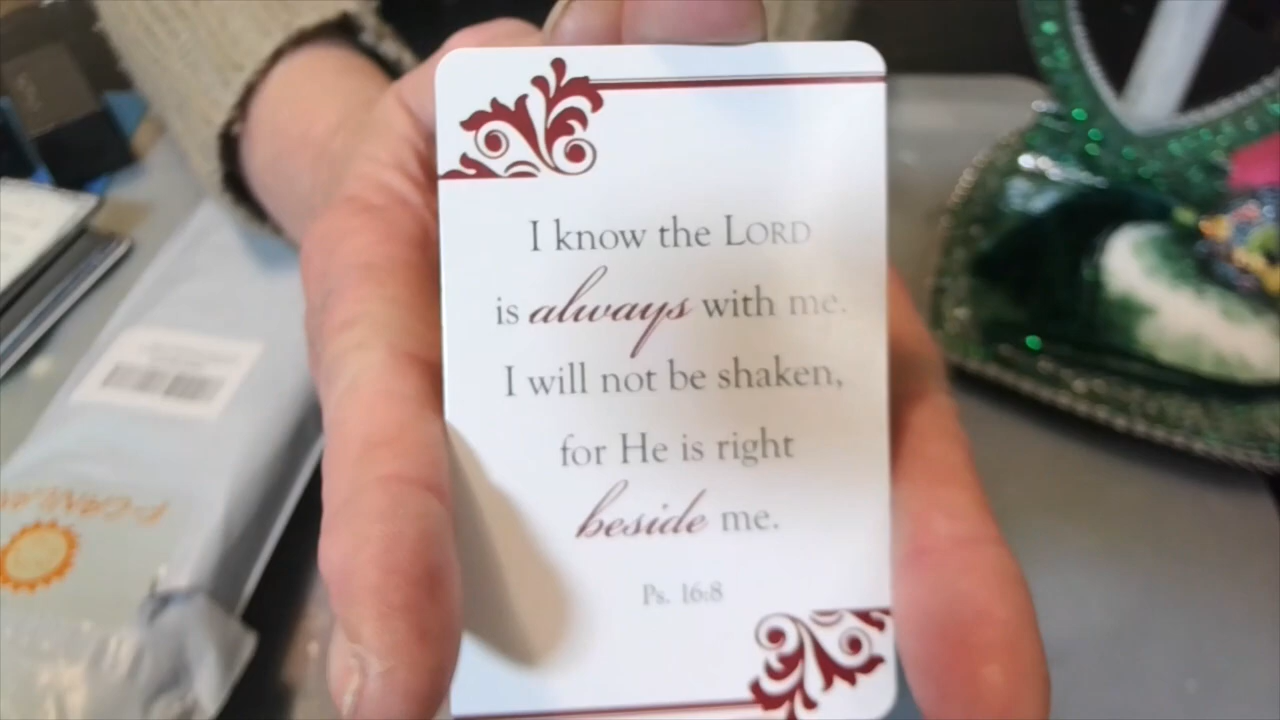 I know the LORD
is always with me.
I will not be shaken,
for He is right
beside me.
Ps. 16:8